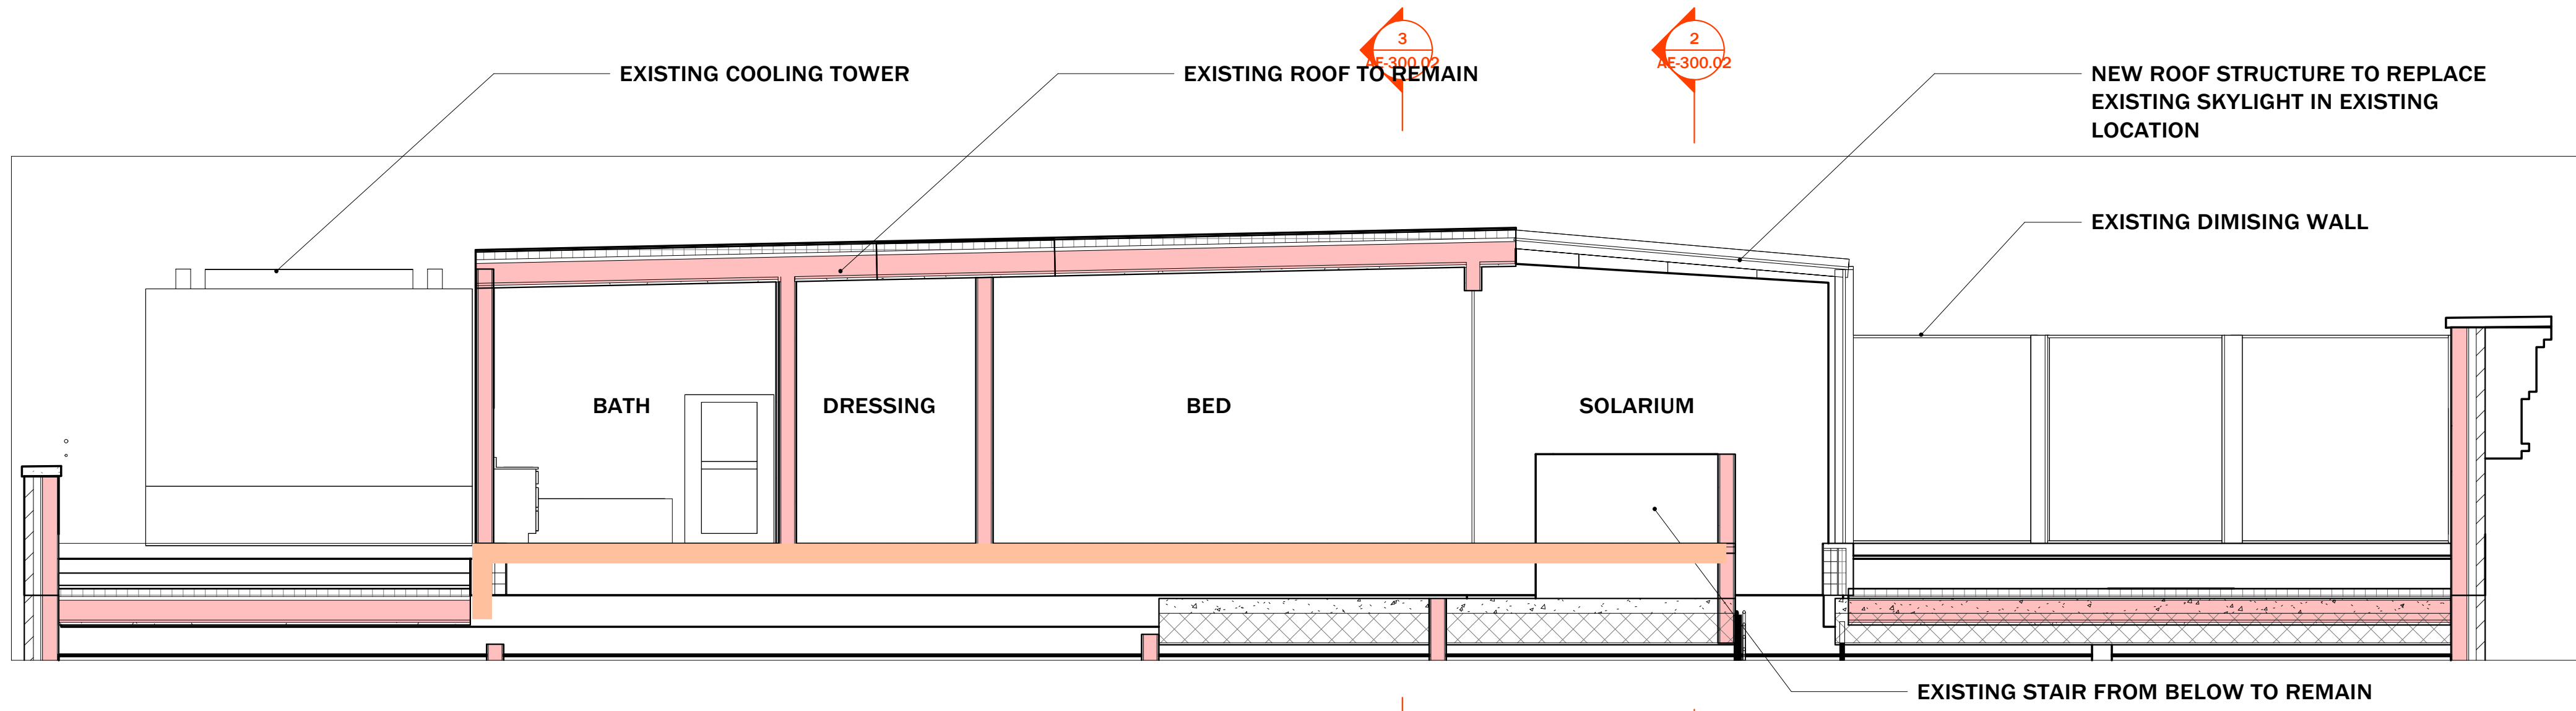 3
AE-300.02
2
AE-300.02
EXISTING COOLING TOWER
EXISTING ROOF TO REMAIN
NEW ROOF STRUCTURE TO REPLACE
EXISTING SKYLIGHT IN EXISTING
LOCATION
EXISTING DIMISING WALL
BATH
DRESSING
BED
SOLARIUM
EXISTING STAIR FROM BELOW TO REMAIN